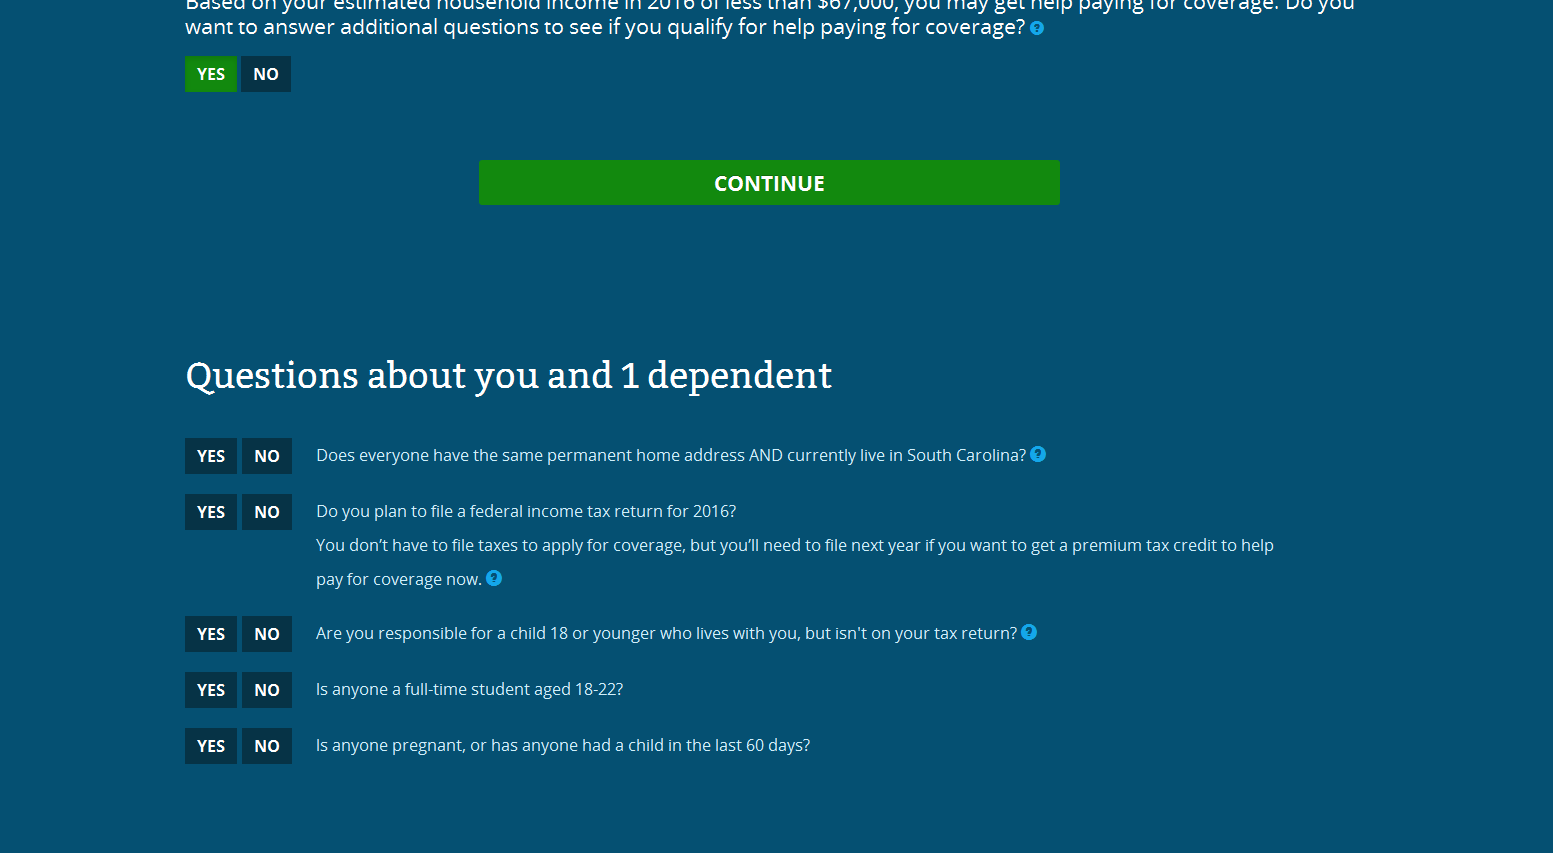 Based on your estimated household income in 2016 of less than $67,000, you may get help paying for coverage. Do you
want to answer additional questions to see if you qualify for help paying for coverage? ?
YES NO
CONTINUE
Questions about you and 1 dependent
YES NO Does everyone have the same permanent home address AND currently live in South Carolina? ?
YES NO Do you plan to file a federal income tax return for 2016?
You don’t have to file taxes to apply for coverage, but you’ll need to file next year if you want to get a premium tax credit to help
pay for coverage now. ?
YES NO Are you responsible for a child 18 or younger who lives with you, but isn't on your tax return? ?
YES NO Is anyone a full-time student aged 18-22?
YES NO Is anyone pregnant, or has anyone had a child in the last 60 days?